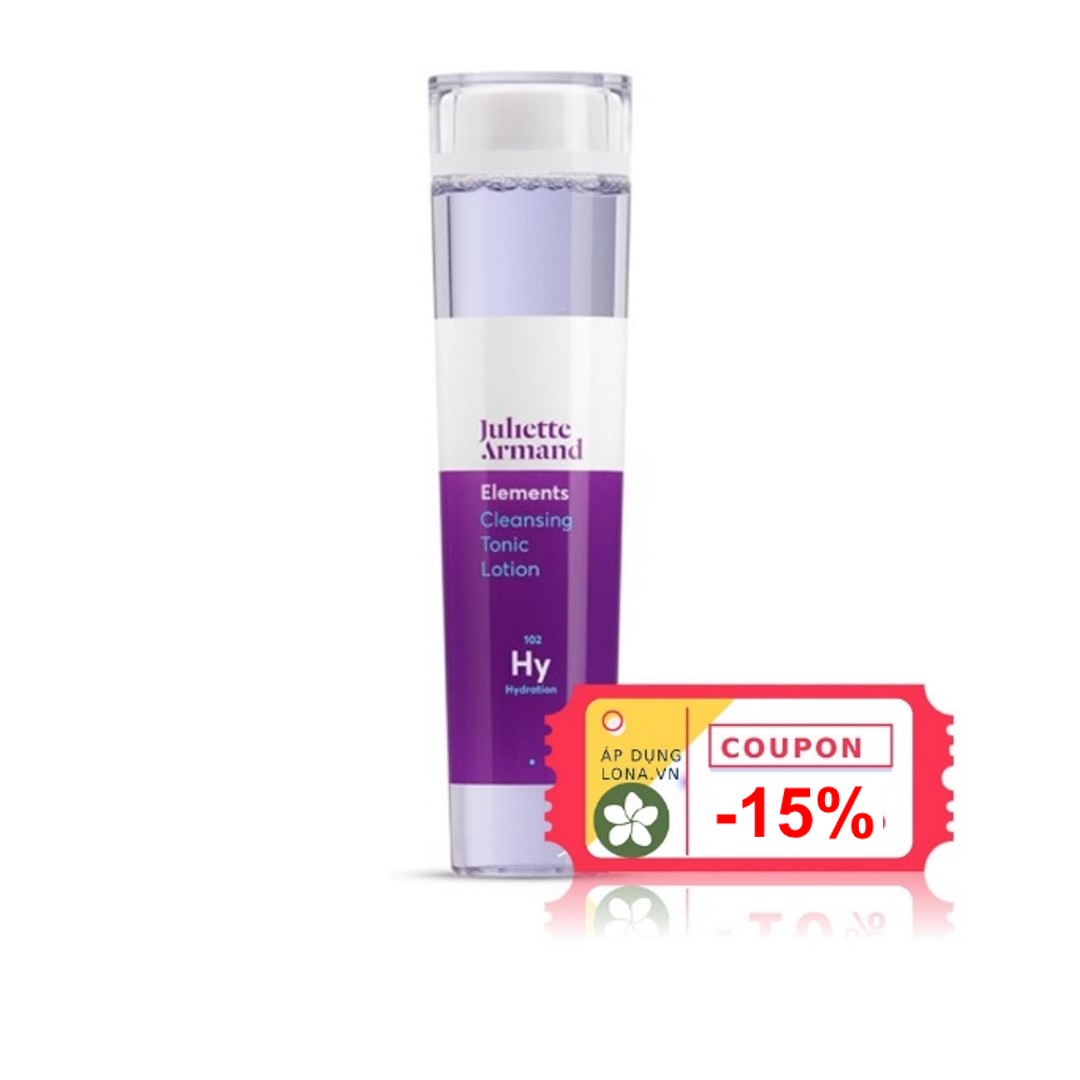 Juliette
Armand
Elements
Cleansing
Tonic
Lotion
102
Hy
Hydration
ÁP DỤNG
LONA.VN
COUPON
-15%